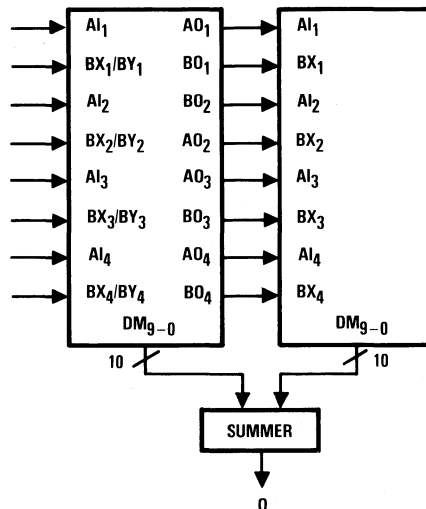 AI1 AO1 AI1
BX1/BY1 BO1 BX1
AI2 BO2 AI2
BX2/BY2 AO2 BX2
AI3 AO3 AI3
BX3/BY3 BO3 BX3
AI4 AO4 AI4
BX4/BY4 BO4 BX4
DM9–0 DM9–0
10 10
SUMMER
O